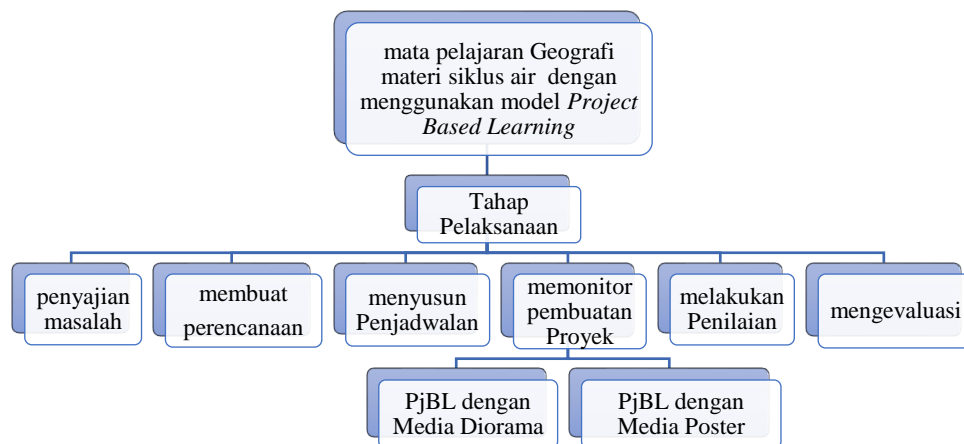 mata pelajaran Geografi
materi siklus air dengan
menggunakan model Project
Based Learning
Tahap
Pelaksanaan
penyajian
masalah
membuat
perencanaan
menyusun
Penjadwalan
memonitor
pembuatan
Proyek
melakukan
Penilaian
mengevaluasi
PjBL dengan
Media Diorama
PjBL dengan
Media Poster